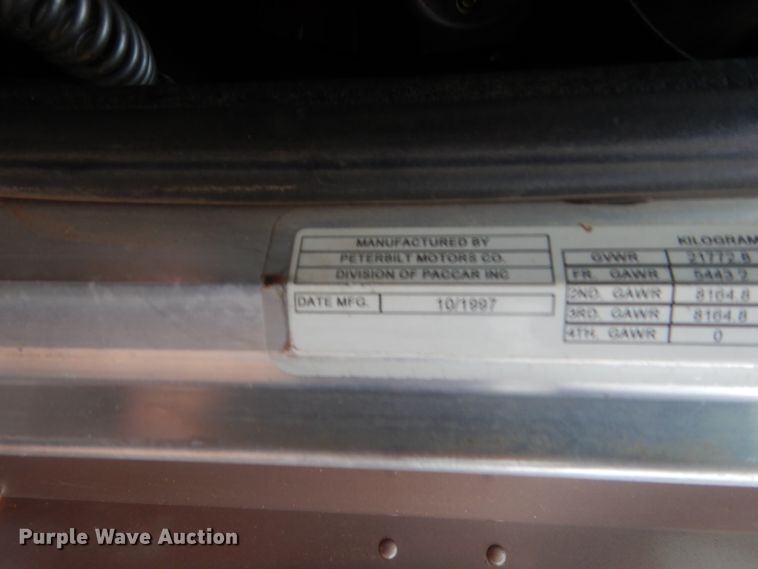 MANUFACTURED BY
PETERBILT MOTORS CO.
DIVISION OF PACCAR INC
DATE MFG. 10/1997
KILOGRAM
GVWR 21772.8
FR. GAWR 5443.2
2ND. GAWR 8164.8
3RD. GAWR 8164.8
4TH. GAWR 0
Purple Wave Auction